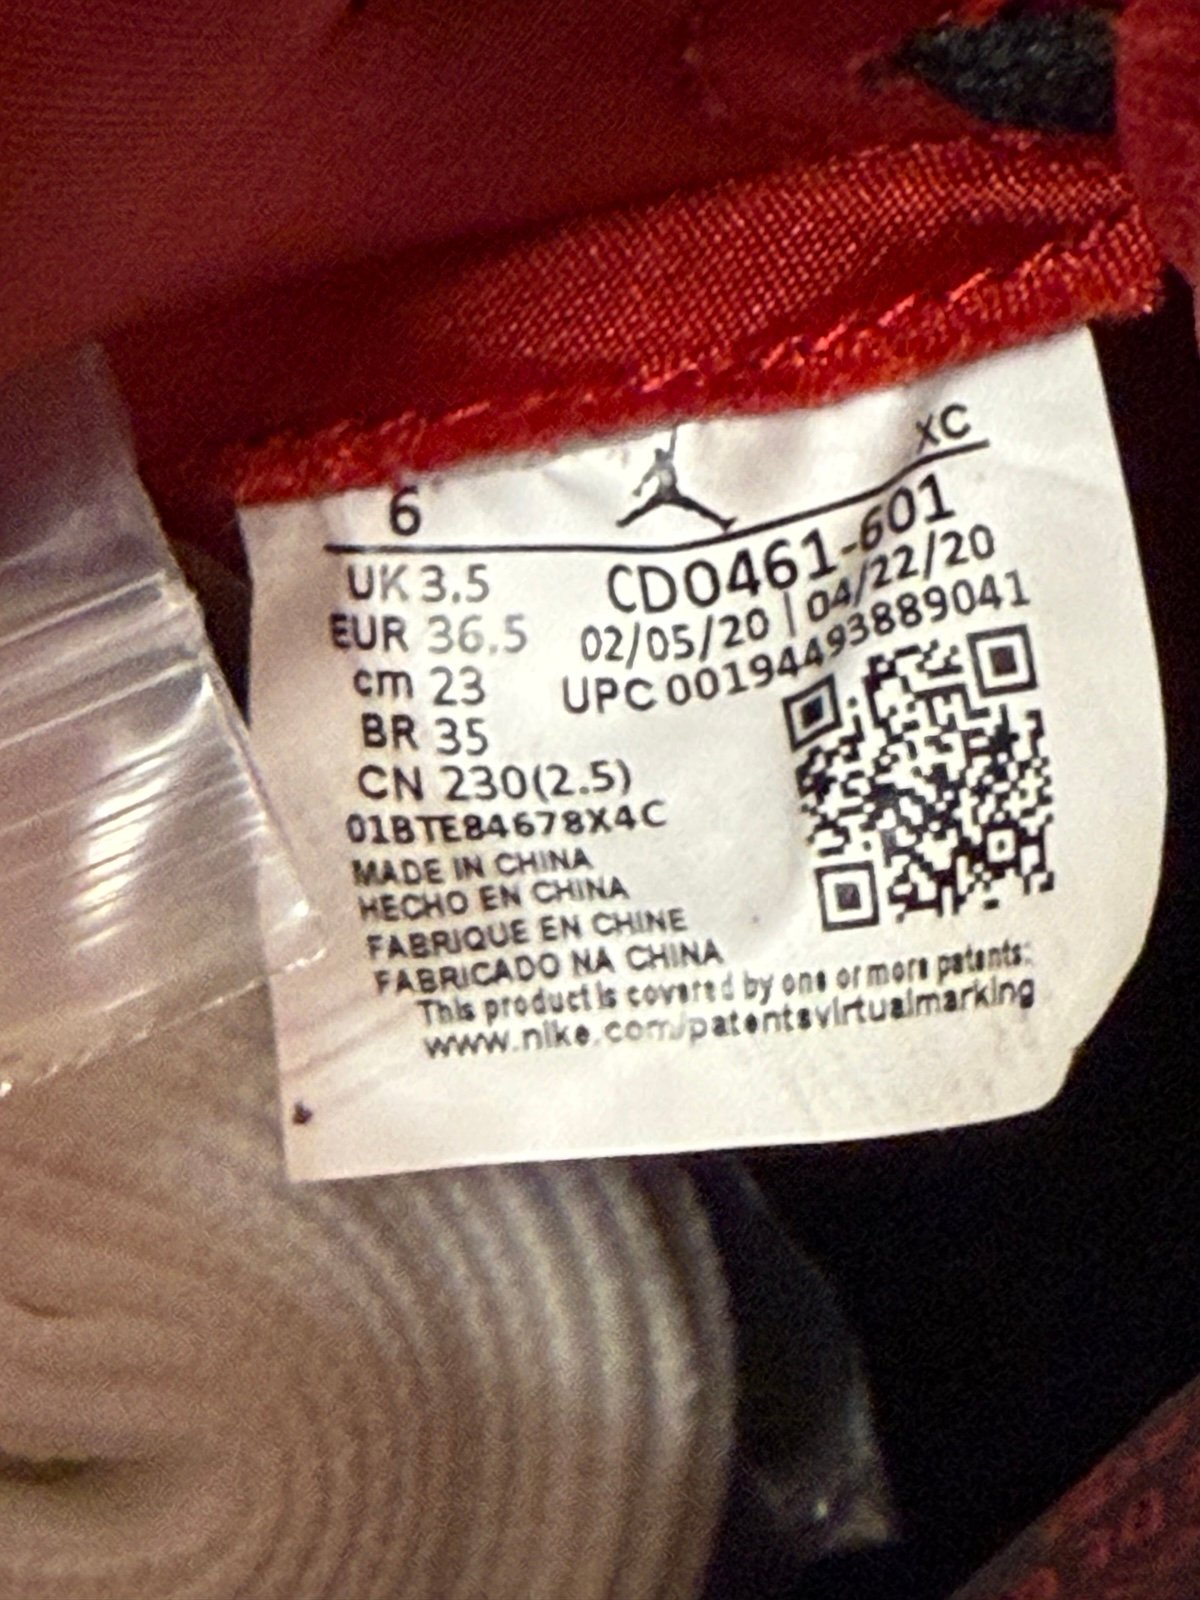 6 XC
UK 3.5 CD0461-601
EUR 36.5 02/05/20 | 04/22/20
cm 23 UPC 00194493889041
BR 35
CN 230(2.5)
01BTE84678X4C
MADE IN CHINA
HECHO EN CHINA
FABRIQUE EN CHINE
FABRICADO NA CHINA
This product is covered by one or more patents:
www.nike.com/patentsvirtualmarking